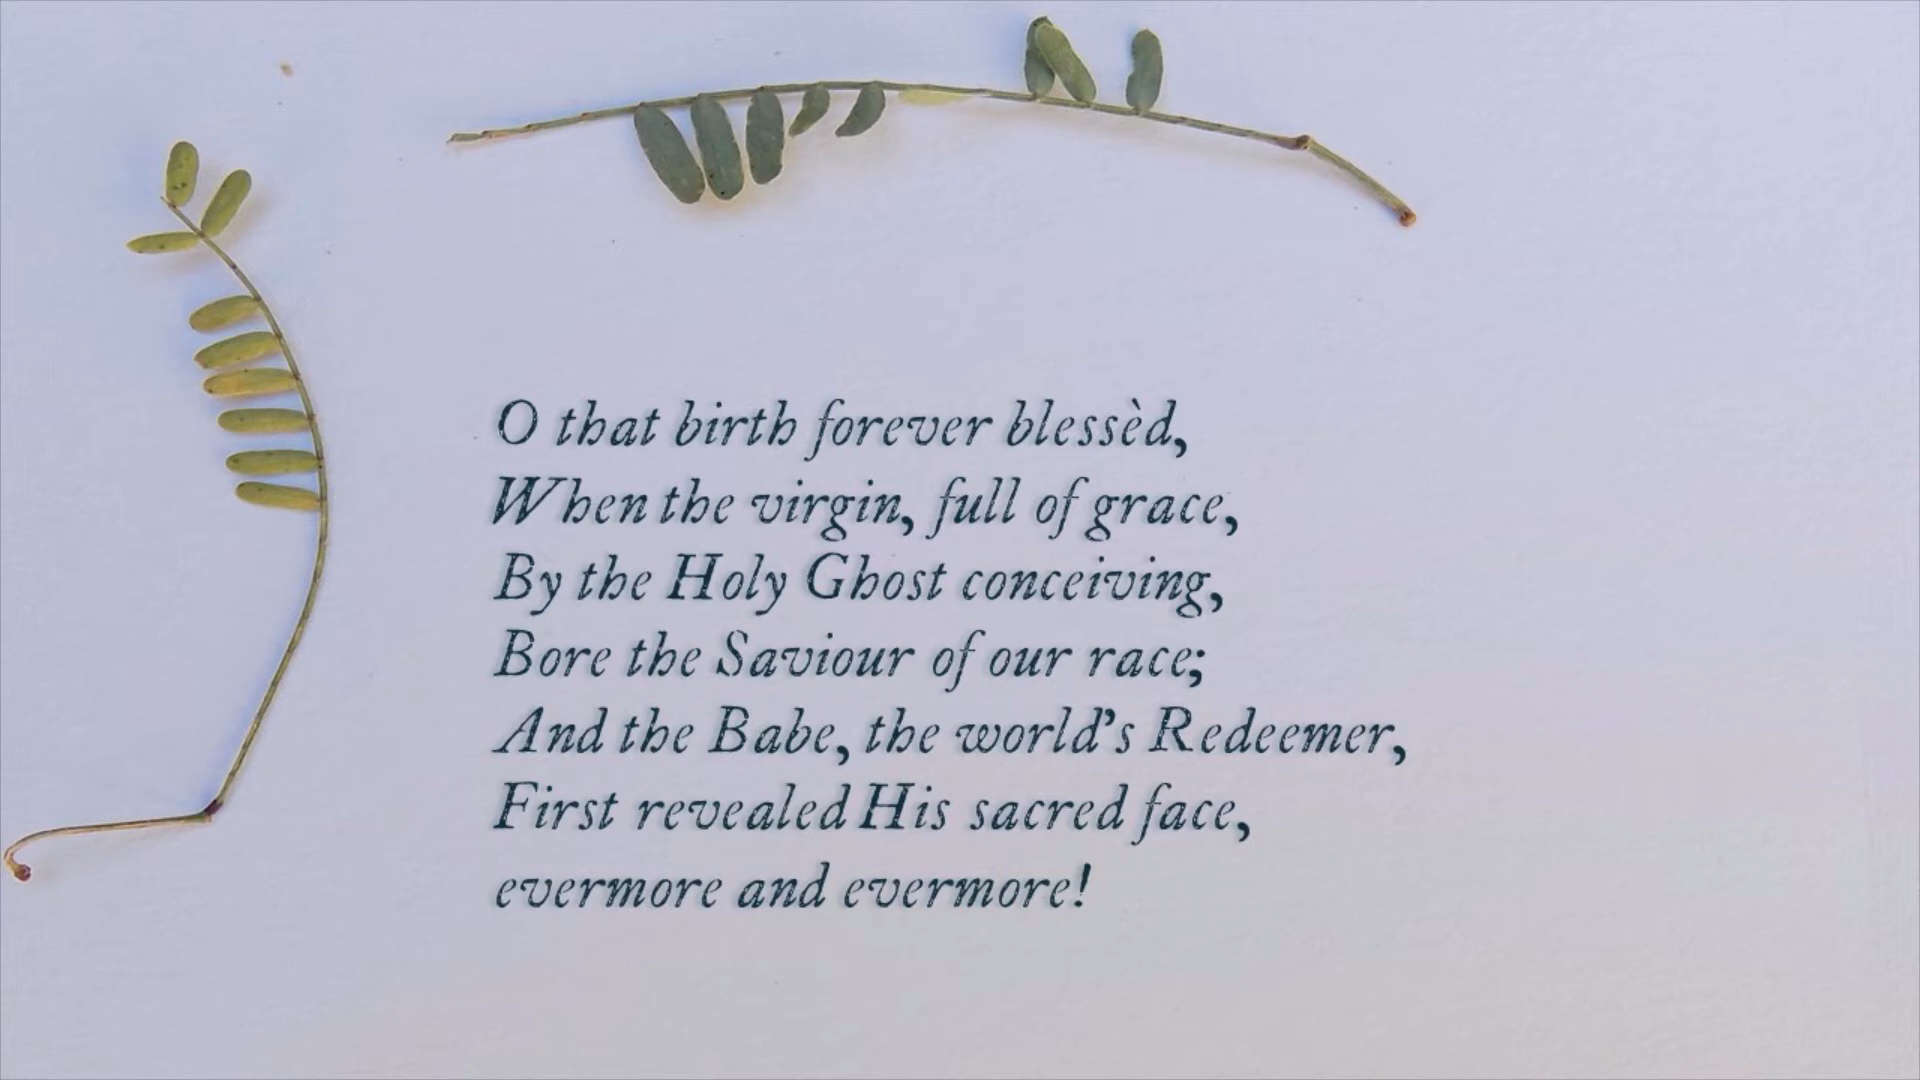 O that birth forever blessèd,
When the virgin, full of grace,
By the Holy Ghost conceiving,
Bore the Saviour of our race;
And the Babe, the world's Redeemer,
First revealed His sacred face,
evermore and evermore!